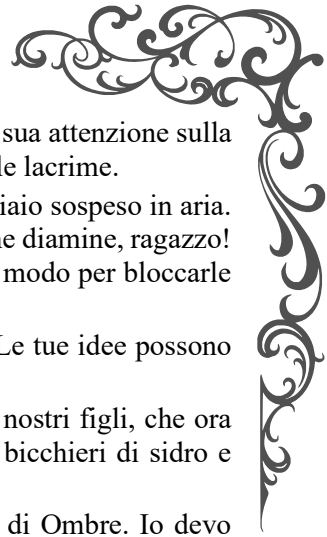 sua attenzione sulla
le lacrime.
iaio sospeso in aria.
ne diamine, ragazzo!
modo per bloccarle
Le tue idee possono
nostri figli, che ora
bicchieri di sidro e
di Ombre. Io devo